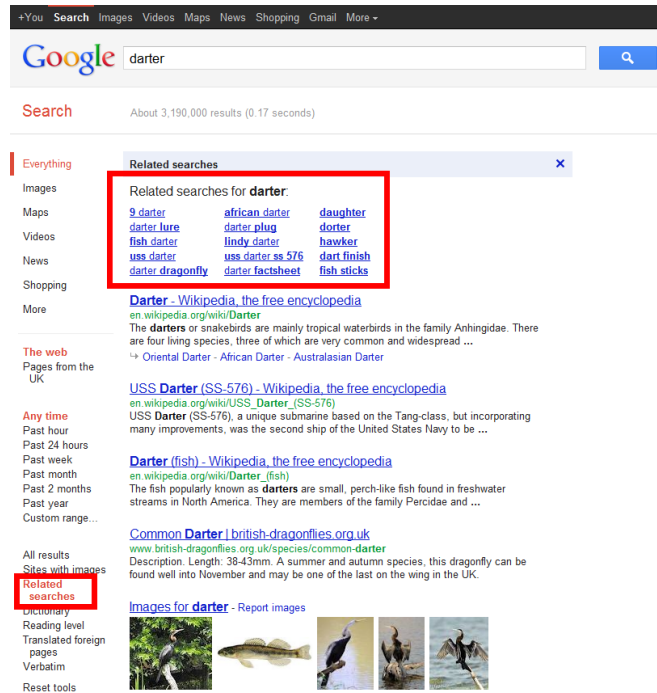 +You Search Images Videos Maps News Shopping Gmail More
Google darter
Search About 3,190,000 results (0.17 seconds)
Everything
Images
Maps
Videos
News
Shopping
More
The web
Pages from the
UK
Any time
Past hour
Past 24 hours
Past week
Past month
Past 2 months
Past year
Custom range...
All results
Sites with images
Related
searches
Dictionary
Reading level
Translated foreign
pages
Verbatim
Reset tools
Related searches
Related searches for darter:
9 darter african darter daughter
darter lure darter plug dorter
fish darter lindy darter hawker
uss darter uss darter ss 576 dart finish
darter dragonfly darter factsheet fish sticks
Darter - Wikipedia, the free encyclopedia
en.wikipedia.org/wiki/Darter
The darters or snakebirds are mainly tropical waterbirds in the family Anhingidae. There
are four living species, three of which are very common and widespread ...
Oriental Darter - African Darter - Australasian Darter
USS Darter (SS-576) - Wikipedia, the free encyclopedia
en.wikipedia.org/wiki/USS_Darter_(SS-576)
USS Darter (SS-576), a unique submarine based on the Tang-class, but incorporating
many improvements, was the second ship of the United States Navy to be ...
Darter (fish) - Wikipedia, the free encyclopedia
en.wikipedia.org/wiki/Darter_(fish)
The fish popularly known as darters are small, perch-like fish found in freshwater
streams in North America. They are members of the family Percidae and ...
Common Darter | british-dragonflies.org.uk
www.british-dragonflies.org.uk/species/common-darter
Description. Length: 38-43mm. A summer and autumn species, this dragonfly can be
found well into November and may be one of the last on the wing in the UK.
Images for darter - Report images